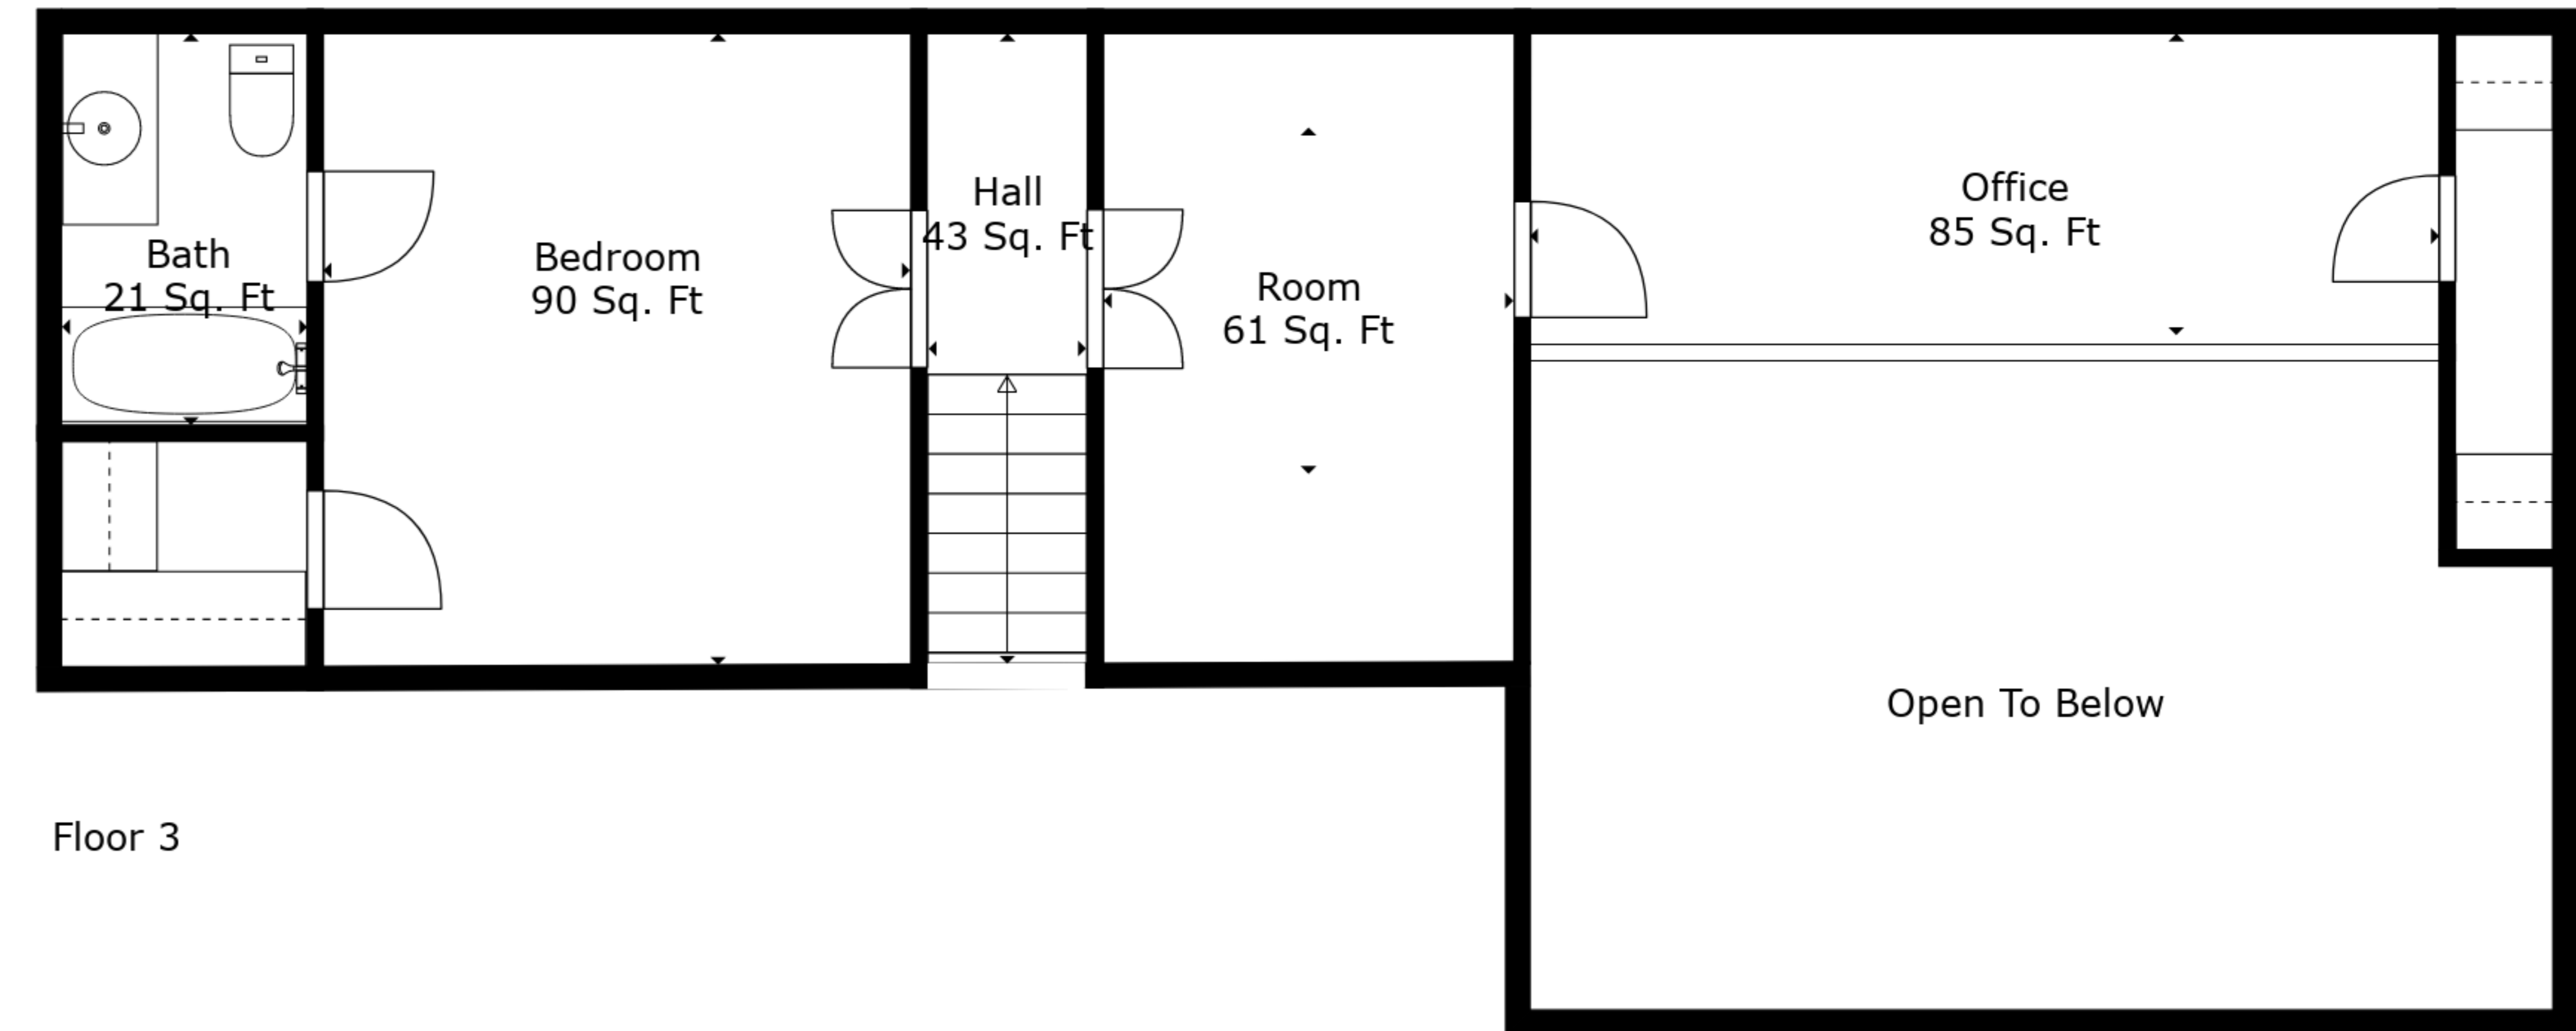 Bath
21 Sq. Ft
Bedroom
90 Sq. Ft
Hall
43 Sq. Ft
Room
61 Sq. Ft
Office
85 Sq. Ft
Open To Below
Floor 3